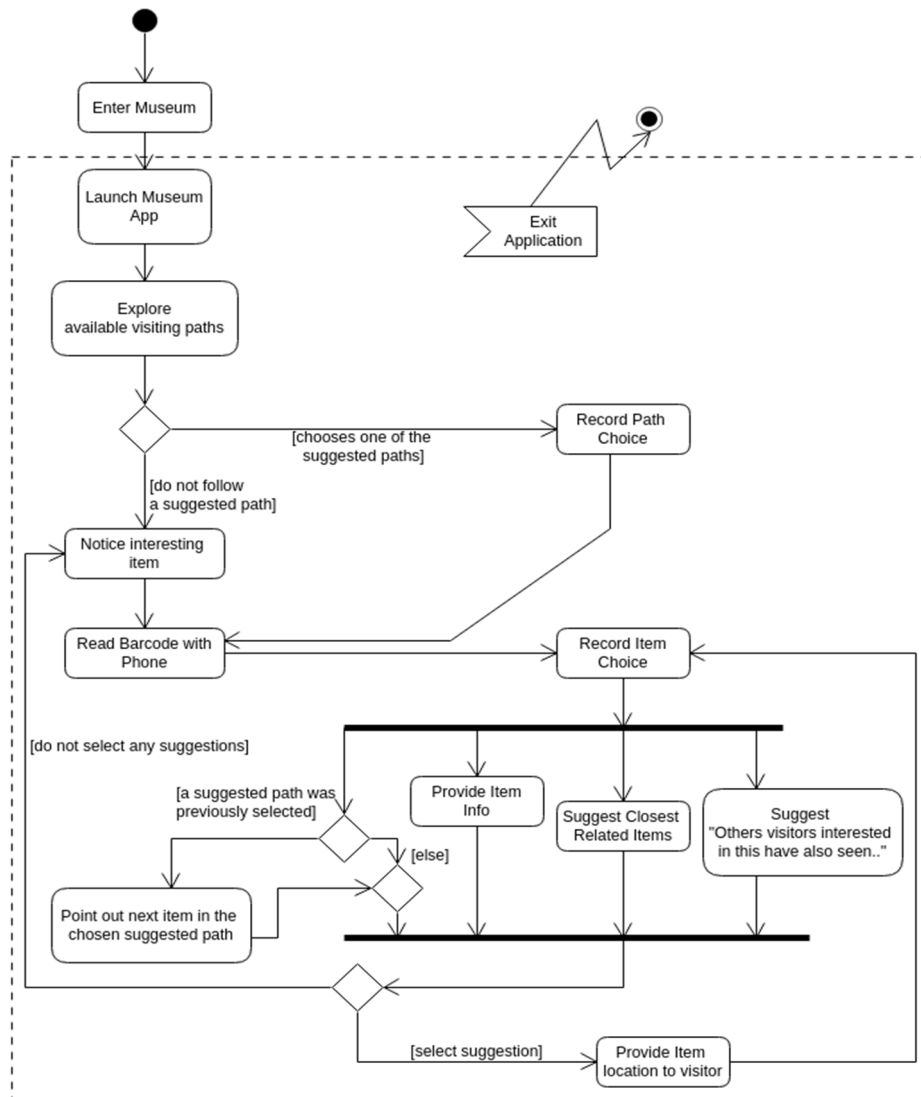 Enter Museum
Launch Museum
App
Exit
Application
Explore
available visiting paths
[chooses one of the
suggested paths]
Record Path
Choice
[do not follow
a suggested path]
Notice interesting
item
Read Barcode with
Phone
Record Item
Choice
[do not select any suggestions]
[a suggested path was
previously selected]
Provide Item
Info
Suggest Closest
Related Items
Suggest
"Others visitors interested
in this have also seen.."
[else]
Point out next item in the
chosen suggested path
[select suggestion]
Provide Item
location to visitor